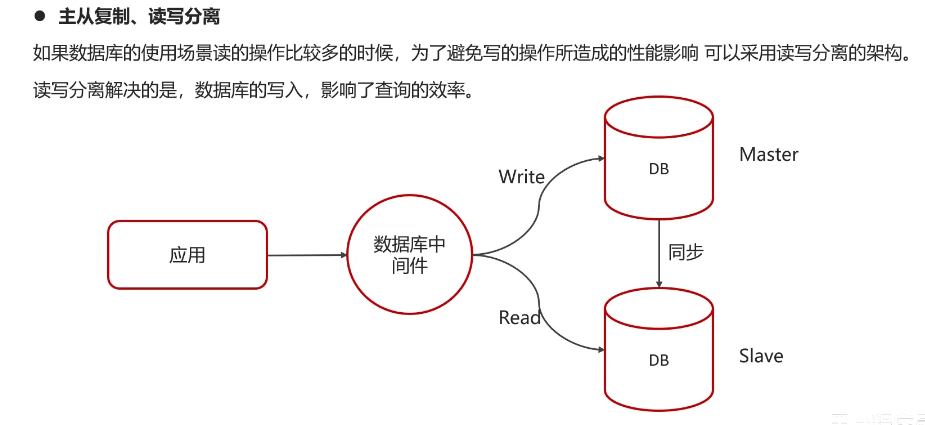 ● 主从复制、读写分离
如果数据库的使用场景读的操作比较多的时候，为了避免写的操作所造成的性能影响 可以采用读写分离的架构。
读写分离解决的是，数据库的写入，影响了查询的效率。
应用
数据库中
间件
Write
Read
DB
Master
同步
DB
Slave